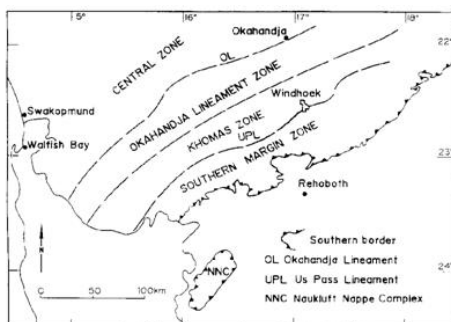 5° 16° 17° 18°
Okahandja
22°
CENTRAL ZONE
OL
OKAHANDJA LINEAMENT ZONE
Windhoek
Swakopmund
KHOMAS ZONE
Walfish Bay
UPL
SOUTHERN MARGIN ZONE
23°
Rehoboth
N
Southern border
OL Okahandja Lineament
NNC
24°
UPL Us Pass Lineament
0 50 100km
NNC Naukluft Nappe Complex